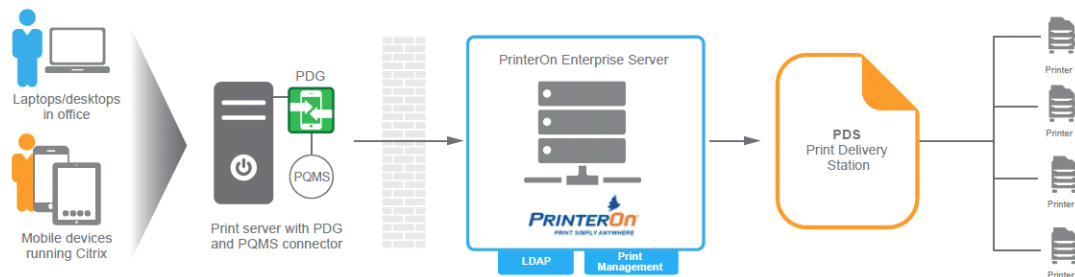 Laptops/desktops
in office
Mobile devices
running Citrix
PDG
PQMS
Print server with PDG
and PQMS connector
PrinterOn Enterprise Server
PRINTERON
PRINT SIMPLY ANYWHERE
LDAP
Print
Management
PDS
Print Delivery
Station
Printer
Printer
Printer
Printer